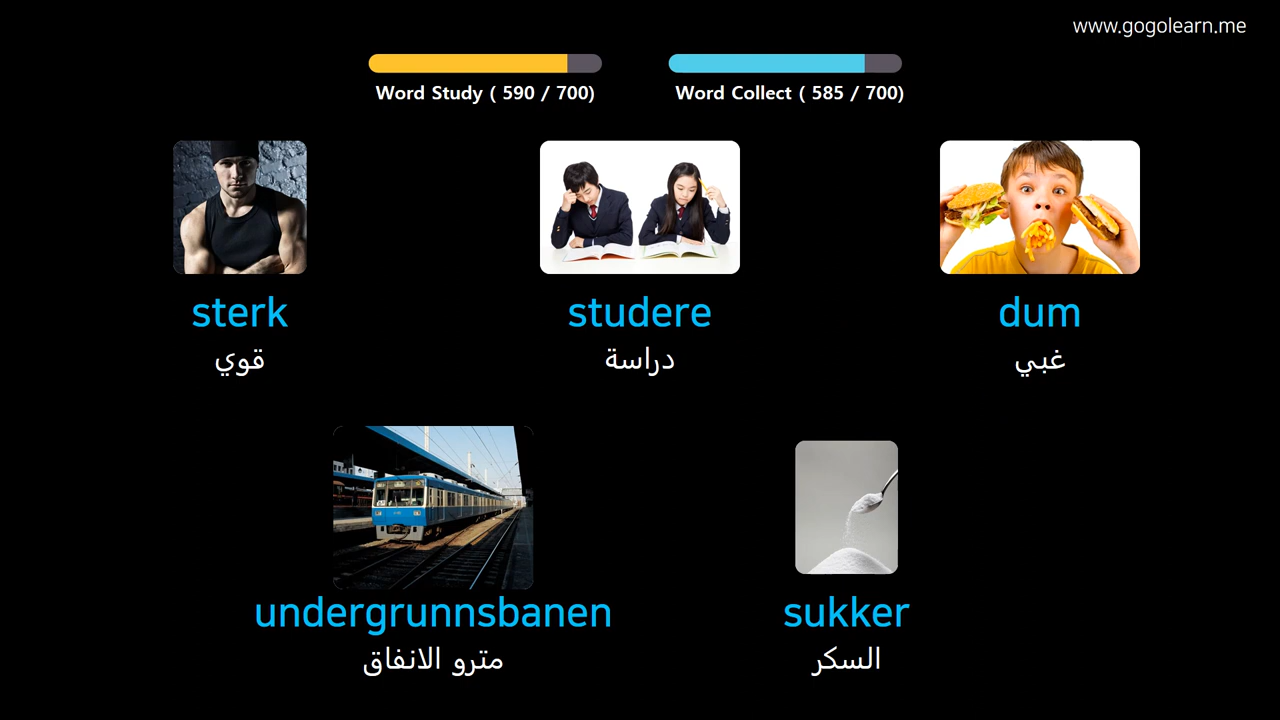 www.gogolearn.me
Word Study ( 590 / 700)
Word Collect ( 585 / 700)
sterk
studere
dum
قوي
دراسة
غبي
undergrunnsbanen
sukker
مترو الانفاق
السكر